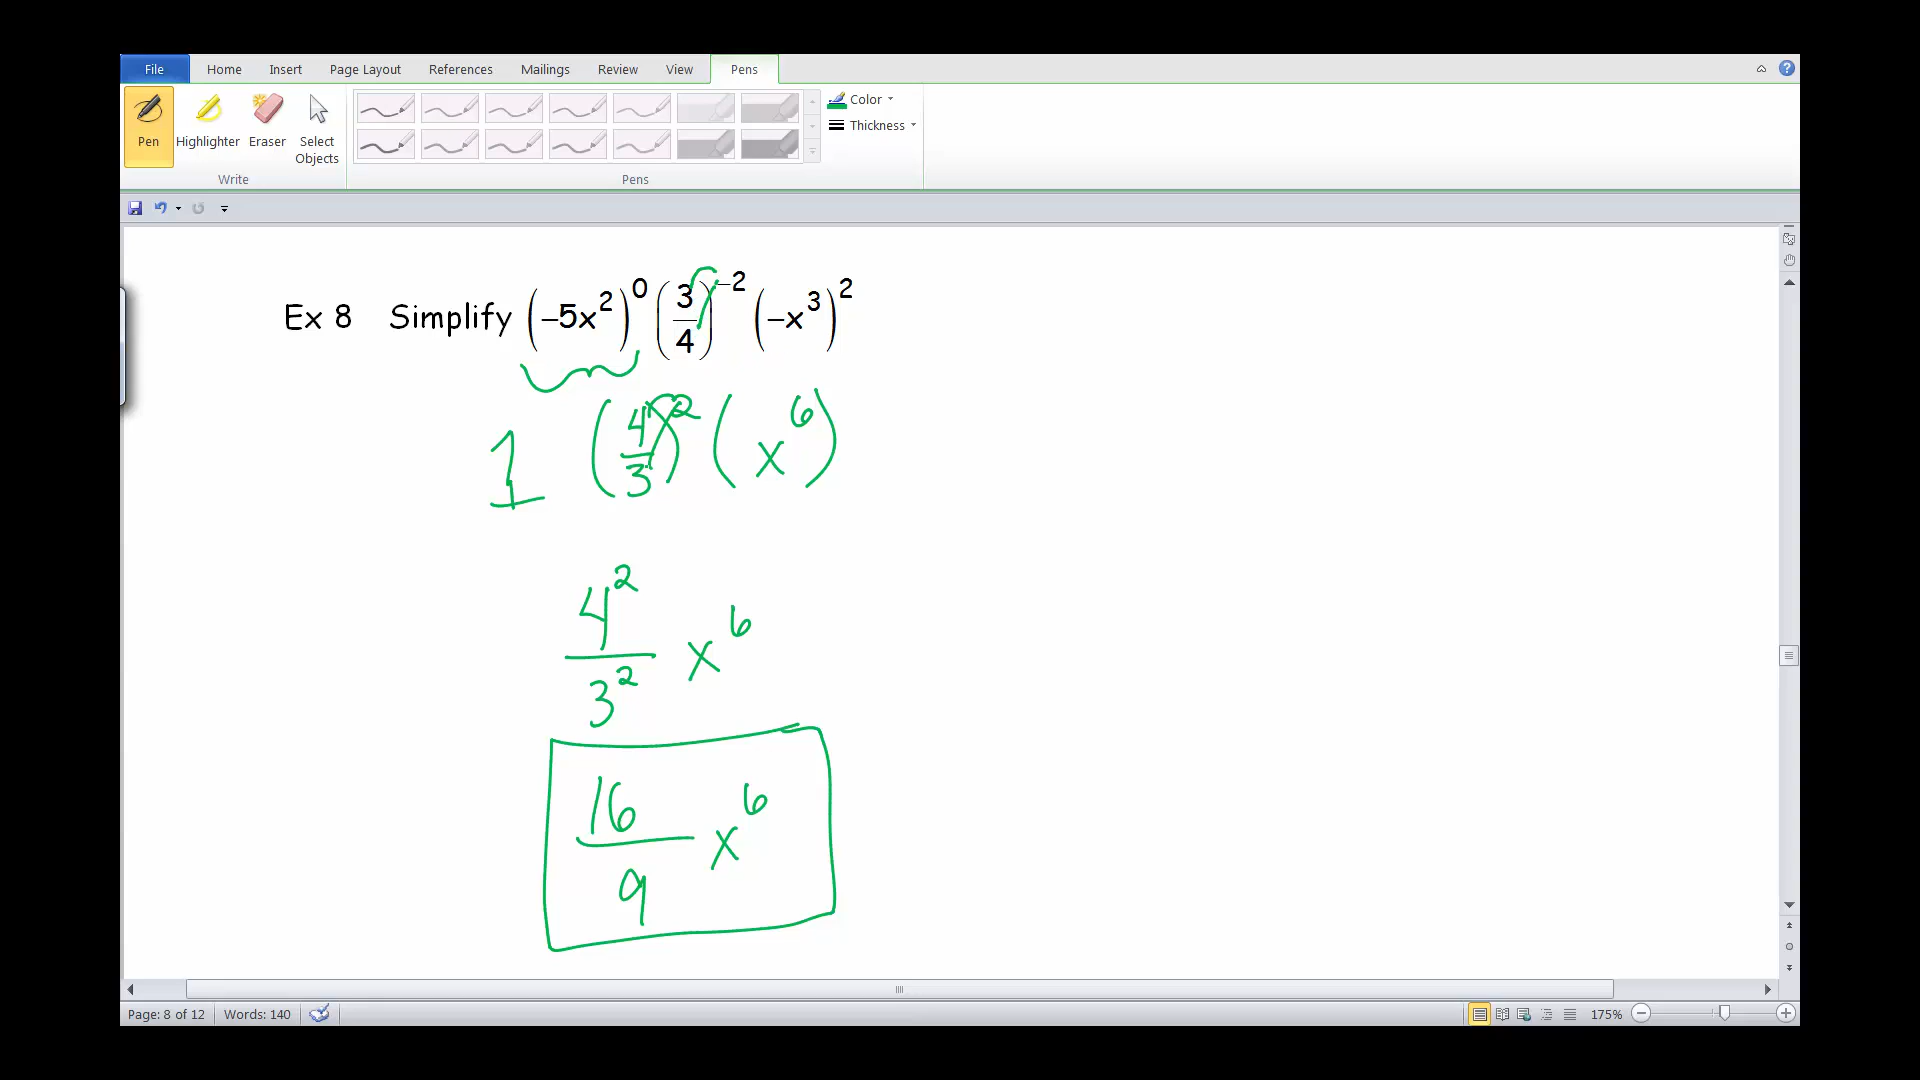 File Home Insert Page Layout References Mailings Review View Pens
Color
Thickness
Pen Highlighter Eraser Select Objects
Write Pens
Ex 8 Simplify (−5x²)⁰ (3/4)⁻² (−x³)²
1 (4/3)² (x⁶)
4²/3² x⁶
16/9 x⁶
Page: 8 of 12 Words: 140 175%